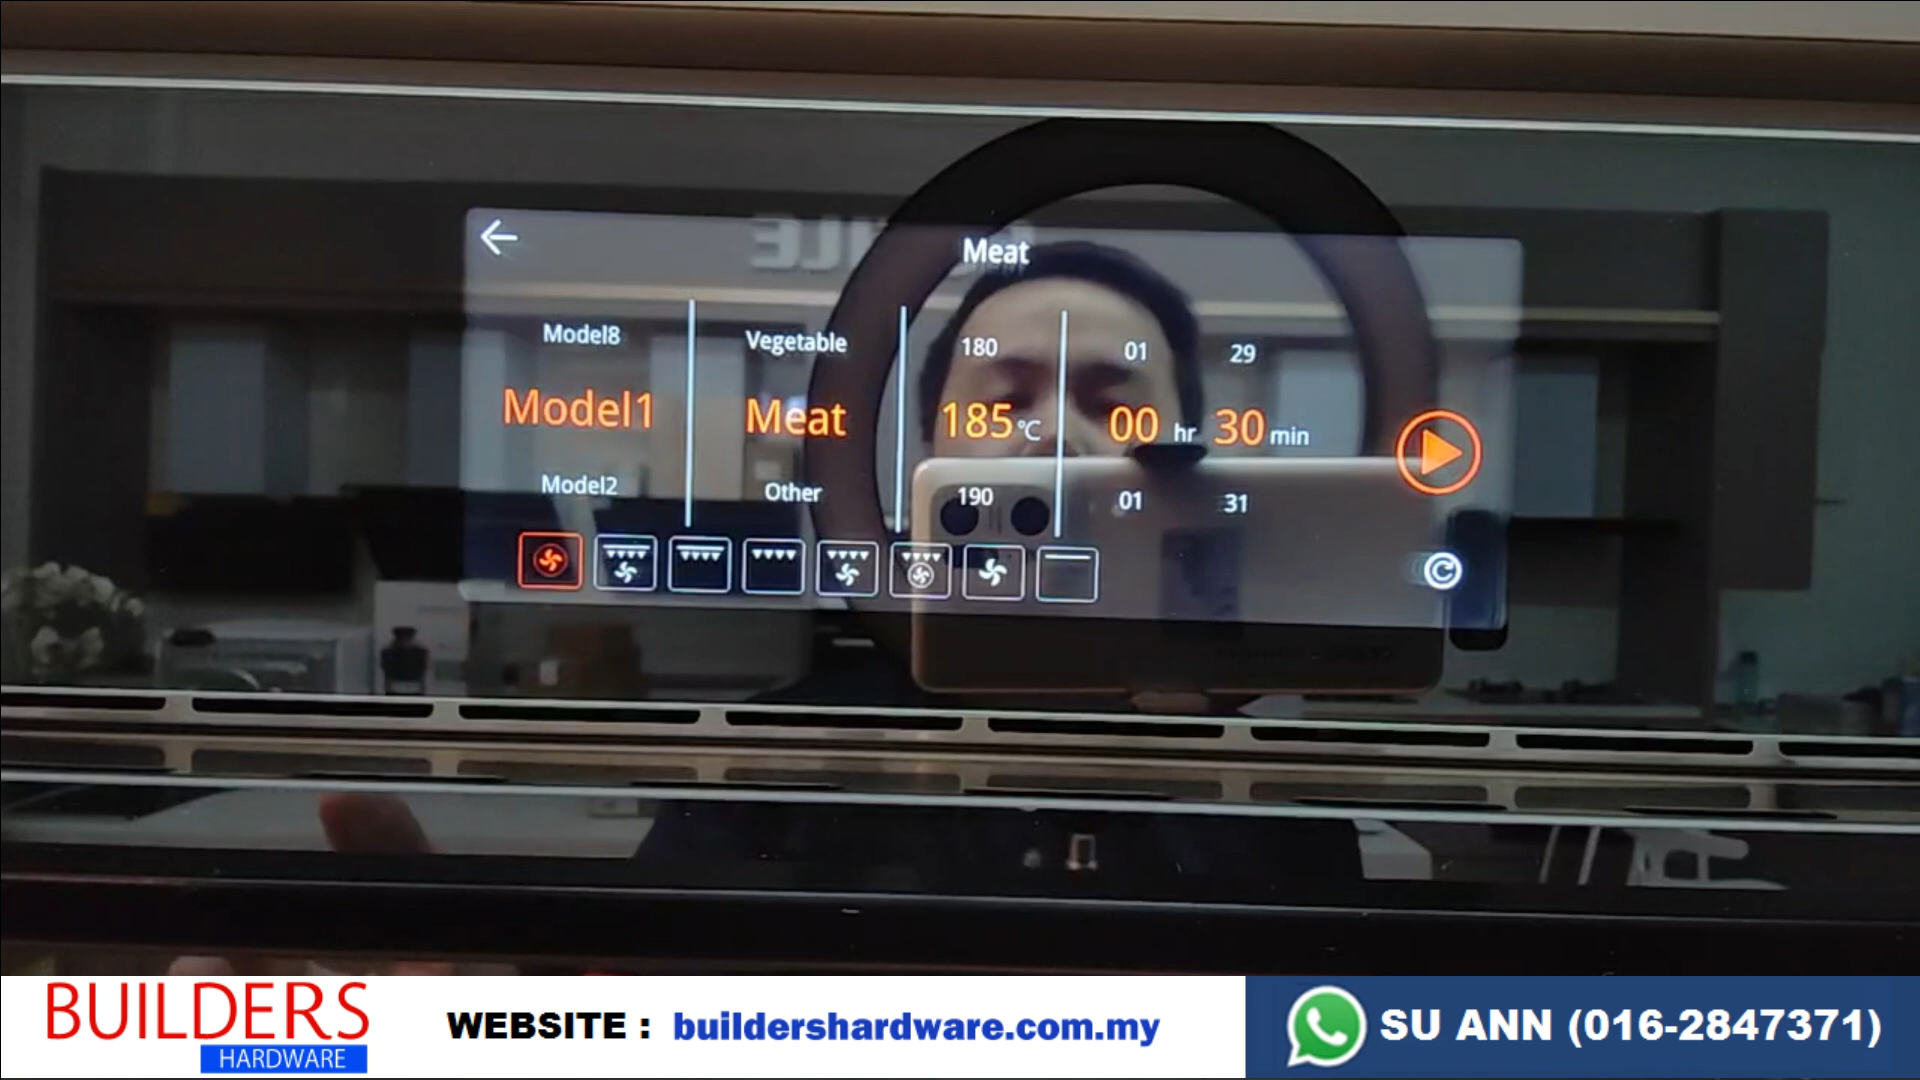 Meat
Model8 Vegetable 180 01 29
Model1 Meat 185°C 00 hr 30 min
Model2 Other 190 01 31
BUILDERS
HARDWARE
WEBSITE : buildershardware.com.my
SU ANN (016-2847371)